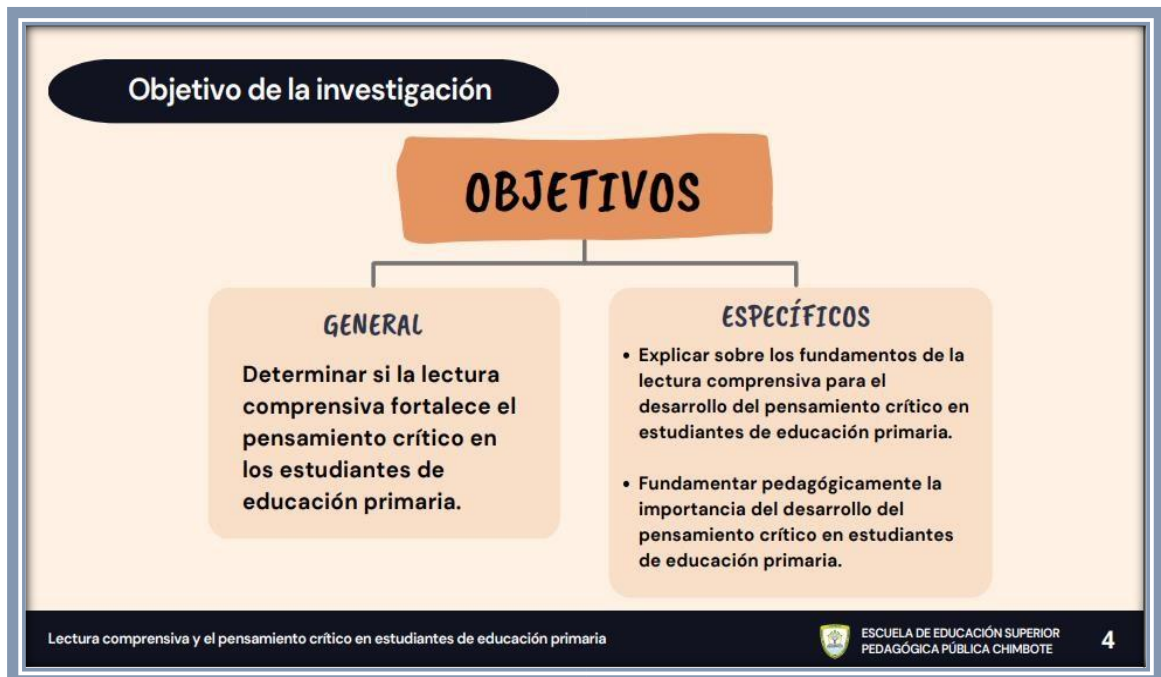 Objetivo de la investigación
OBJETIVOS
GENERAL
Determinar si la lectura
comprensiva fortalece el
pensamiento crítico en
los estudiantes de
educación primaria.
ESPECÍFICOS
• Explicar sobre los fundamentos de la
lectura comprensiva para el
desarrollo del pensamiento crítico en
estudiantes de educación primaria.
• Fundamentar pedagógicamente la
importancia del desarrollo del
pensamiento crítico en estudiantes
de educación primaria.
Lectura comprensiva y el pensamiento crítico en estudiantes de educación primaria
ESCUELA DE EDUCACIÓN SUPERIOR
PEDAGÓGICA PÚBLICA CHIMBOTE
4